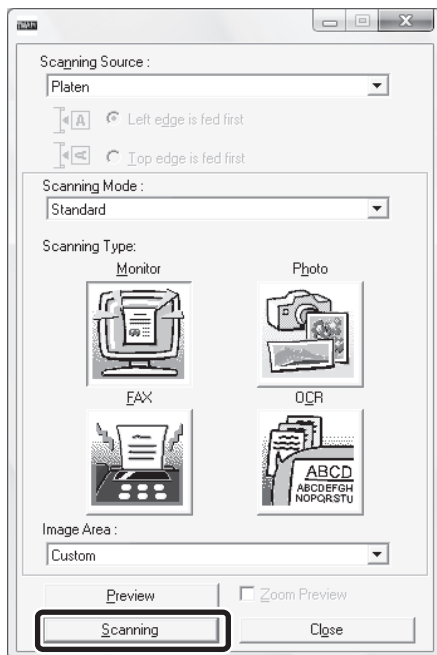 TWAIN
Scanning Source :
Platen
A Left edge is fed first
A Top edge is fed first
Scanning Mode :
Standard
Scanning Type:
Monitor Photo
FAX OCR
ABCD
ABCDEFGH
NOPQRSTU
Image Area :
Custom
Preview Zoom Preview
Scanning Close